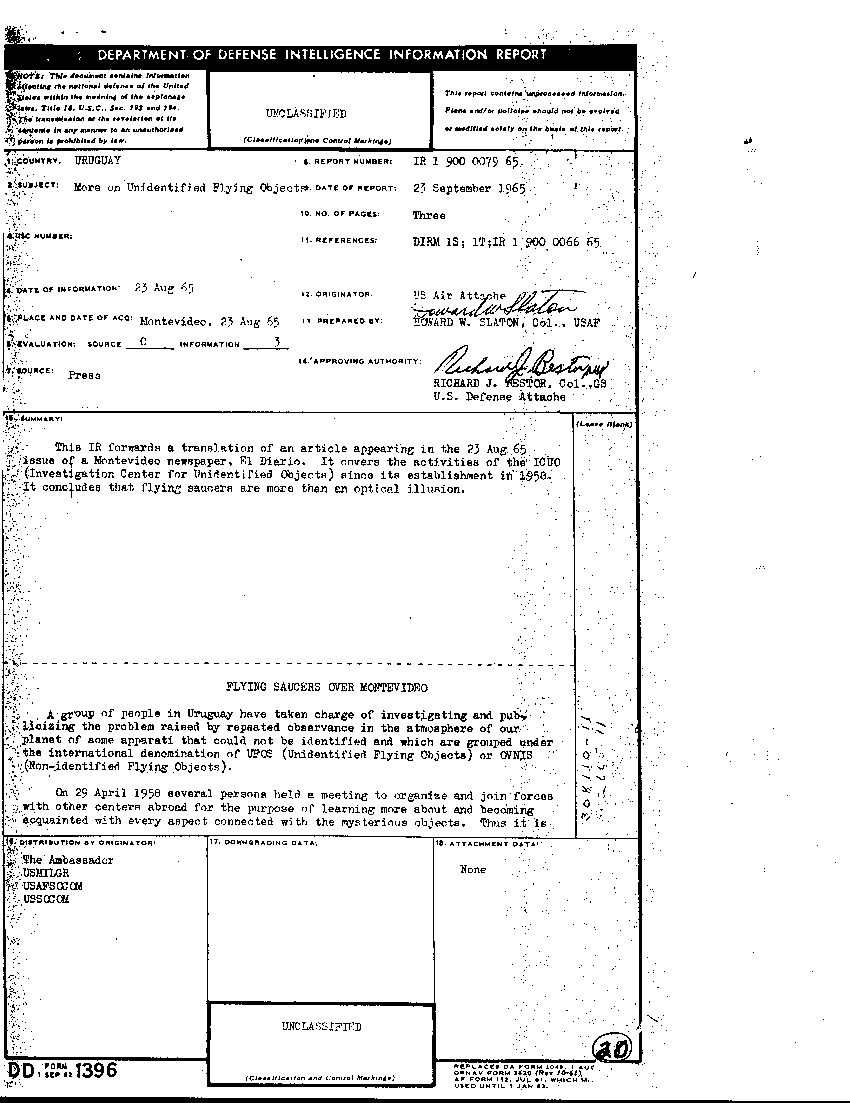 DEPARTMENT OF DEFENSE INTELLIGENCE INFORMATION REPORT
NOTE: This document contains information
affecting the national defense of the United
States within the meaning of the espionage
laws, Title 18, U.S.C., Sec. 793 and 794.
The transmission or the revelation of its
contents in any manner to an unauthorized
person is prohibited by law.
UNCLASSIFIED
(Classification and Control Markings)
This report contains unprocessed information.
Plans and/or policies should not be evolved
or modified solely on the basis of this report.
1. COUNTRY: URUGUAY
8. REPORT NUMBER: IR 1 900 0079 65
2. SUBJECT: More on Unidentified Flying Objects
9. DATE OF REPORT: 23 September 1965
10. NO. OF PAGES: Three
3. ISC NUMBER:
11. REFERENCES: DIRM 1S; 1T;IR 1 900 0066 65
4. DATE OF INFORMATION: 23 Aug 65
12. ORIGINATOR: US Air Attache
5. PLACE AND DATE OF ACQ: Montevideo, 23 Aug 65
13. PREPARED BY: HOWARD W. SLATON, Col., USAF
6. EVALUATION: SOURCE C INFORMATION 3
14. APPROVING AUTHORITY:
7. SOURCE: Press
RICHARD J. BESTOR, Col.,GS
U.S. Defense Attache
15. SUMMARY:
(Leave Blank)
This IR forwards a translation of an article appearing in the 23 Aug 65
issue of a Montevideo newspaper, El Diario. It covers the activities of the ICUO
(Investigation Center for Unidentified Objects) since its establishment in 1958.
It concludes that flying saucers are more than an optical illusion.
FLYING SAUCERS OVER MONTEVIDEO
A group of people in Uruguay have taken charge of investigating and pub-
licizing the problem raised by repeated observance in the atmosphere of our
planet of some apparati that could not be identified and which are grouped under
the international denomination of UFOS (Unidentified Flying Objects) or OVNIS
(Non-identified Flying Objects).
On 29 April 1958 several persons held a meeting to organize and join forces
with other centers abroad for the purpose of learning more about and becoming
acquainted with every aspect connected with the mysterious objects. Thus it is
16. DISTRIBUTION BY ORIGINATOR:
17. DOWNGRADING DATA:
18. ATTACHMENT DATA:
The Ambassador
USMILGR
USAFSOCOM
USSOCOM
None
UNCLASSIFIED
(Classification and Control Markings)
20
DD FORM 1 SEP 62 1396
REPLACES DA FORM 1048, 1 AUG
OPNAV FORM 3820 (Rev 10-61),
AF FORM 112, JUL 61, WHICH M
USED UNTIL 1 JAN 63.